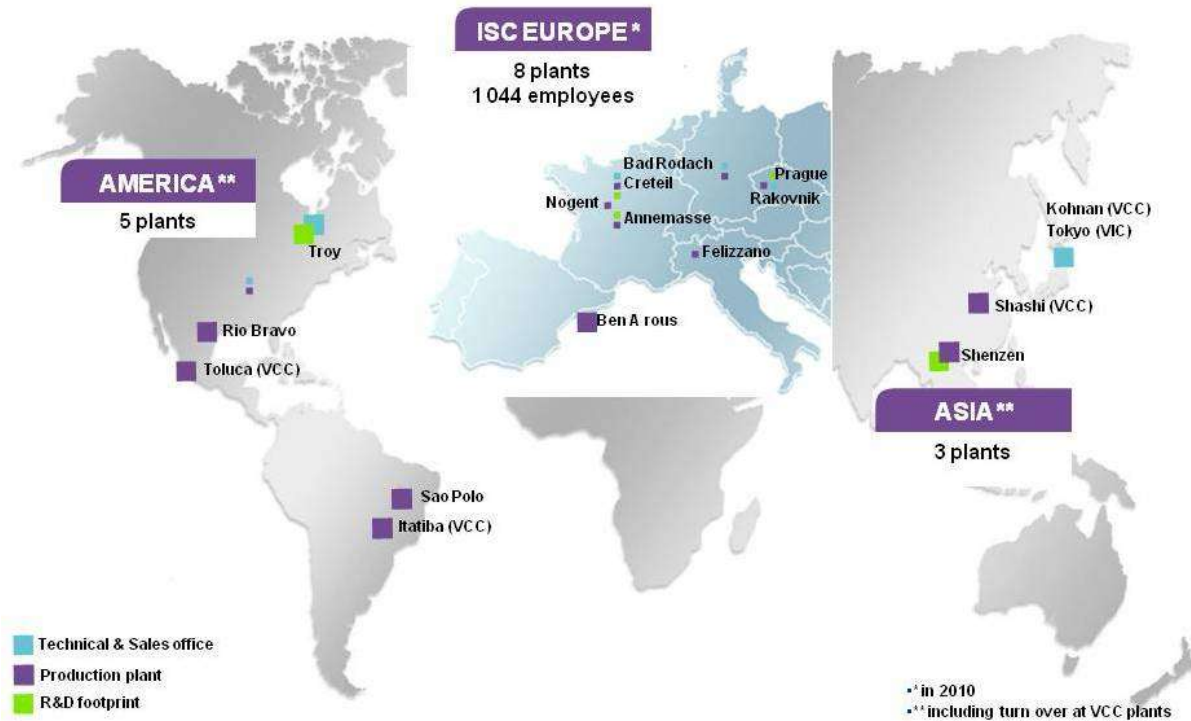 ISC EUROPE*
8 plants
1 044 employees
AMERICA**
5 plants
Troy
Rio Bravo
Toluca (VCC)
Sao Polo
Itatiba (VCC)
Bad Rodach
Creteil
Nogent
Annemasse
Prague
Rakovnik
Felizzano
Ben A rous
Kohnan (VCC)
Tokyo (VIC)
Shashi (VCC)
Shenzen
ASIA**
3 plants
Technical & Sales office
Production plant
R&D footprint
* in 2010
** including turn over at VCC plants